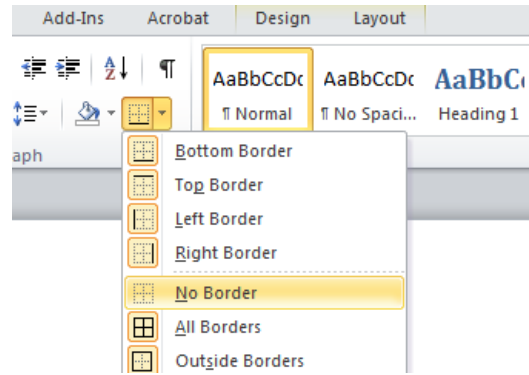 Add-Ins Acrobat Design Layout
AaBbCcDc AaBbCcDc AaBbC
¶ Normal ¶ No Spaci... Heading 1
aph
Bottom Border
Top Border
Left Border
Right Border
No Border
All Borders
Outside Borders